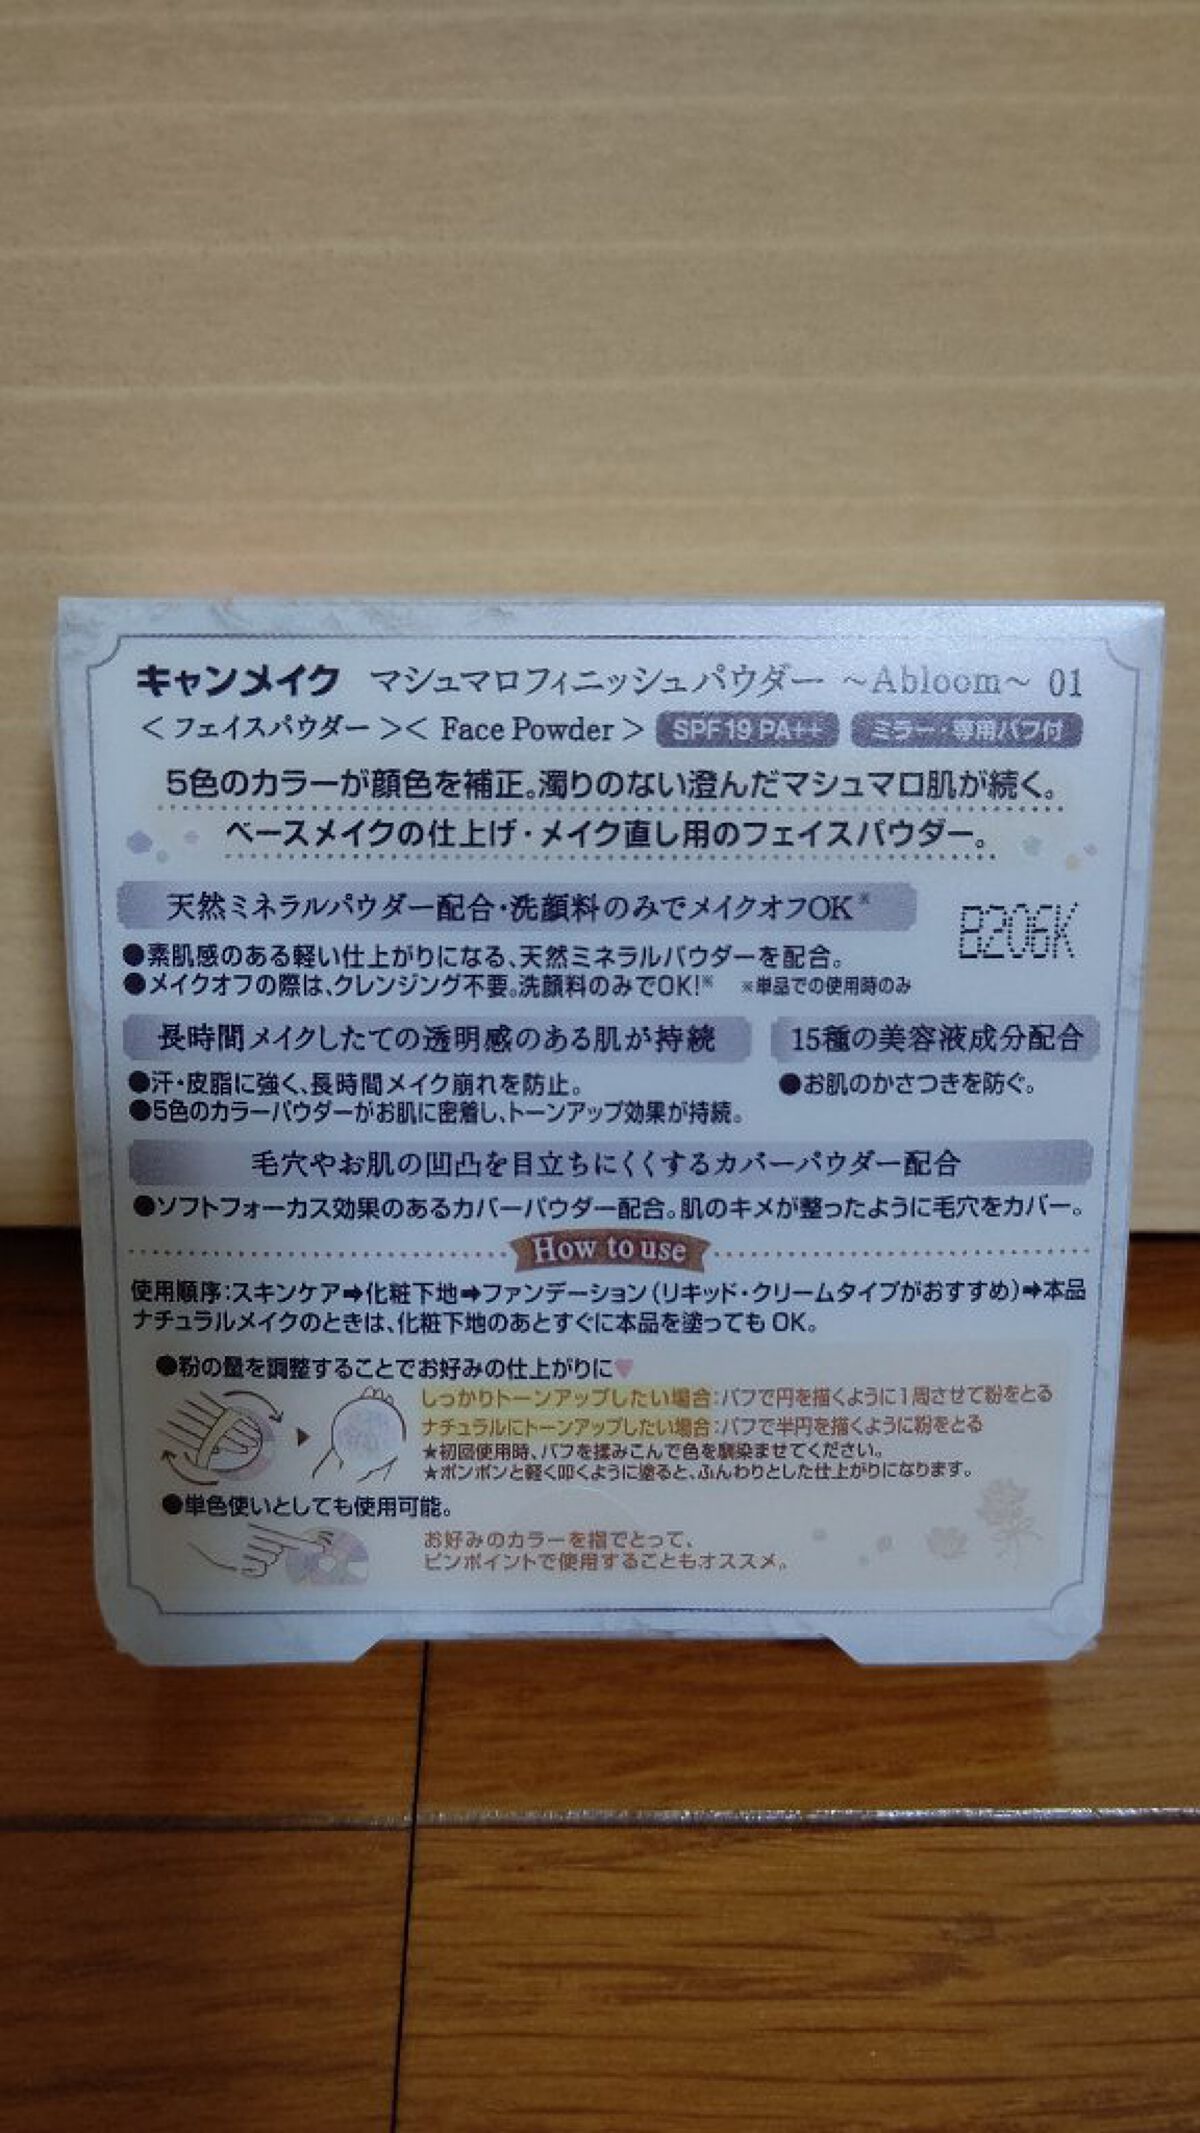 キャンメイク マシュマロフィニッシュパウダー ～Abloom～ 01
＜フェイスパウダー＞＜ Face Powder ＞ SPF19 PA++ ミラー・専用パフ付
5色のカラーが顔色を補正。濁りのない澄んだマシュマロ肌が続く。
ベースメイクの仕上げ・メイク直し用のフェイスパウダー。
天然ミネラルパウダー配合・洗顔料のみでメイクオフOK※
B206K
●素肌感のある軽い仕上がりになる、天然ミネラルパウダーを配合。
●メイクオフの際は、クレンジング不要。洗顔料のみでOK!※ ※単品での使用時のみ
長時間メイクしたての透明感のある肌が持続 15種の美容液成分配合
●汗・皮脂に強く、長時間メイク崩れを防止。 ●お肌のかさつきを防ぐ。
●5色のカラーパウダーがお肌に密着し、トーンアップ効果が持続。
毛穴やお肌の凹凸を目立ちにくくするカバーパウダー配合
●ソフトフォーカス効果のあるカバーパウダー配合。肌のキメが整ったように毛穴をカバー。
How to use
使用順序：スキンケア➡化粧下地➡ファンデーション（リキッド・クリームタイプがおすすめ）➡本品
ナチュラルメイクのときは、化粧下地のあとすぐに本品を塗ってもOK。
●粉の量を調整することでお好みの仕上がりに♥
しっかりトーンアップしたい場合：パフで円を描くように1周させて粉をとる
ナチュラルにトーンアップしたい場合：パフで半円を描くように粉をとる
★初回使用時、パフを揉みこんで色を馴染ませてください。
★ポンポンと軽く叩くように塗ると、ふんわりとした仕上がりになります。
●単色使いとしても使用可能。
お好みのカラーを指でとって、
ピンポイントで使用することもオススメ。